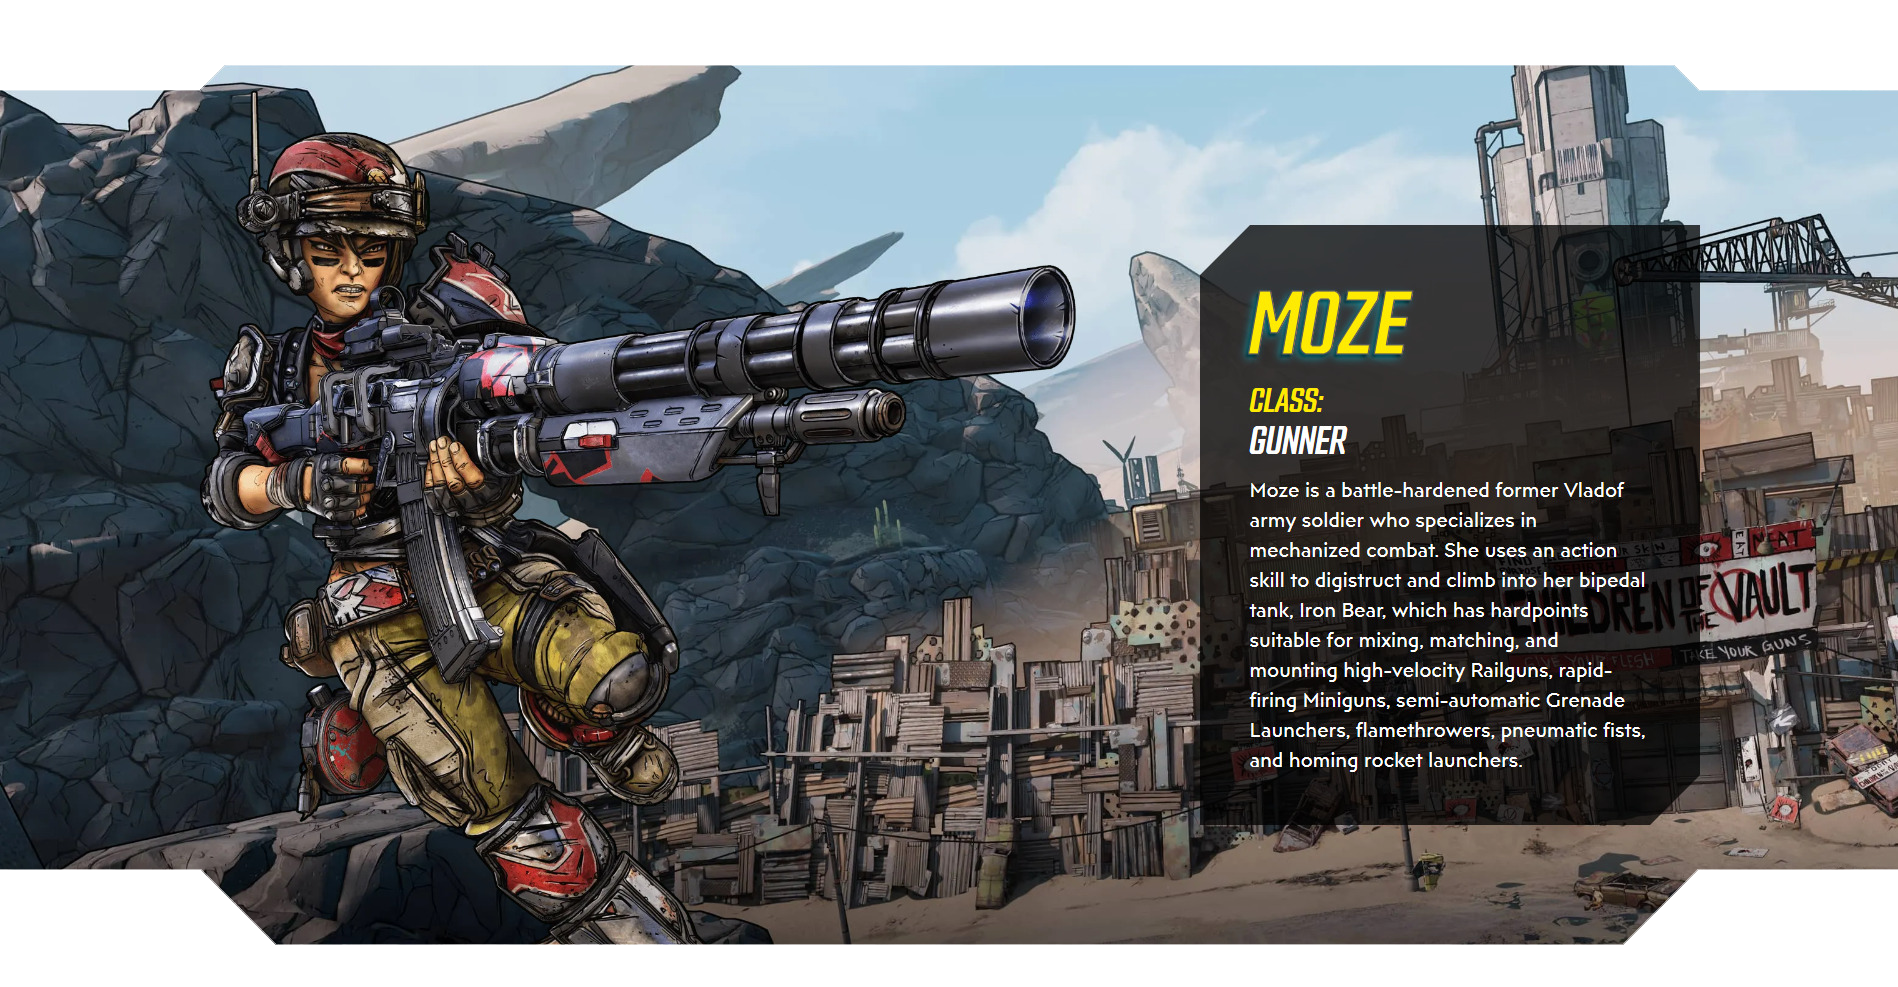 MOZE
CLASS:
GUNNER
Moze is a battle-hardened former Vladof
army soldier who specializes in
mechanized combat. She uses an action
skill to digistruct and climb into her bipedal
tank, Iron Bear, which has hardpoints
suitable for mixing, matching, and
mounting high-velocity Railguns, rapid-
firing Miniguns, semi-automatic Grenade
Launchers, flamethrowers, pneumatic fists,
and homing rocket launchers.
EAT MEAT
CHILDREN OF THE VAULT
FLESH
TAKE YOUR GUNS